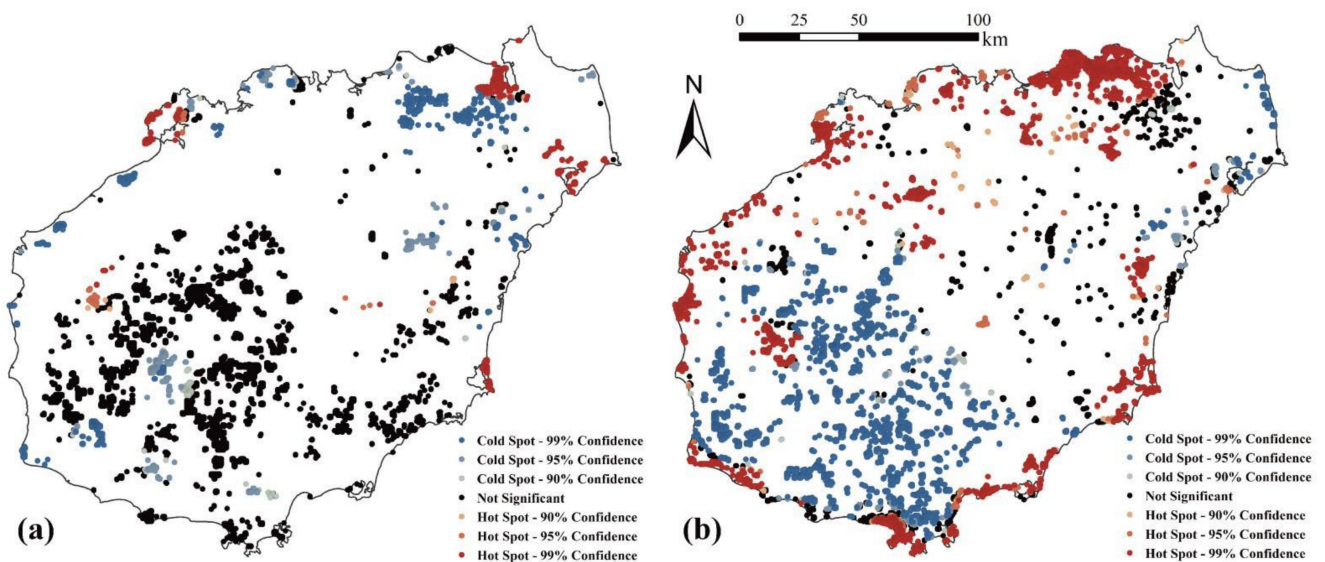 0 25 50 100
km
N
Cold Spot - 99% Confidence
Cold Spot - 95% Confidence
Cold Spot - 90% Confidence
Not Significant
Hot Spot - 90% Confidence
Hot Spot - 95% Confidence
Hot Spot - 99% Confidence
(a)
Cold Spot - 99% Confidence
Cold Spot - 95% Confidence
Cold Spot - 90% Confidence
Not Significant
Hot Spot - 90% Confidence
Hot Spot - 95% Confidence
Hot Spot - 99% Confidence
(b)